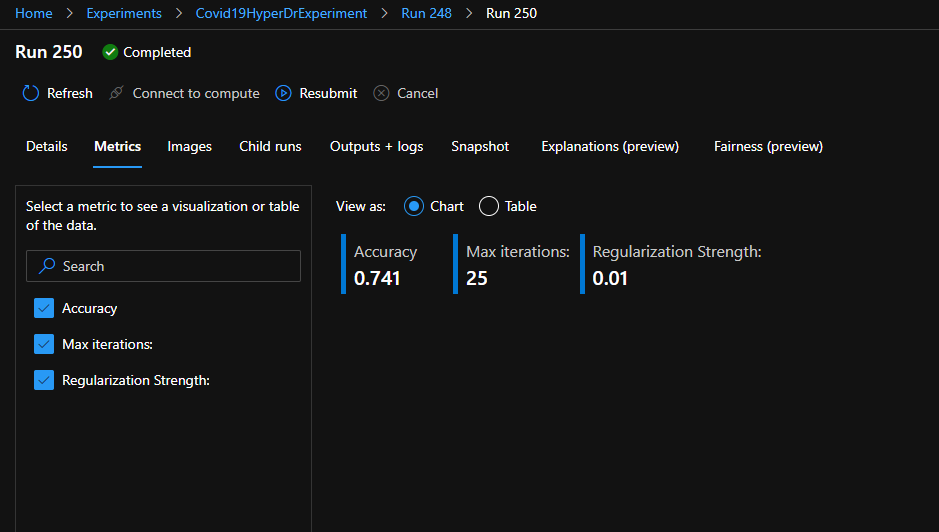 Home > Experiments > Covid19HyperDrExperiment > Run 248 > Run 250
Run 250 Completed
Refresh Connect to compute Resubmit Cancel
Details Metrics Images Child runs Outputs + logs Snapshot Explanations (preview) Fairness (preview)
Select a metric to see a visualization or table
of the data.
Search
Accuracy
Max iterations:
Regularization Strength:
View as: Chart Table
Accuracy Max iterations: Regularization Strength:
0.741 25 0.01